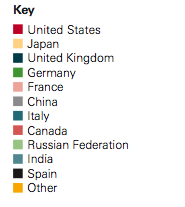 Key
United States
Japan
United Kingdom
Germany
France
China
Italy
Canada
Russian Federation
India
Spain
Other